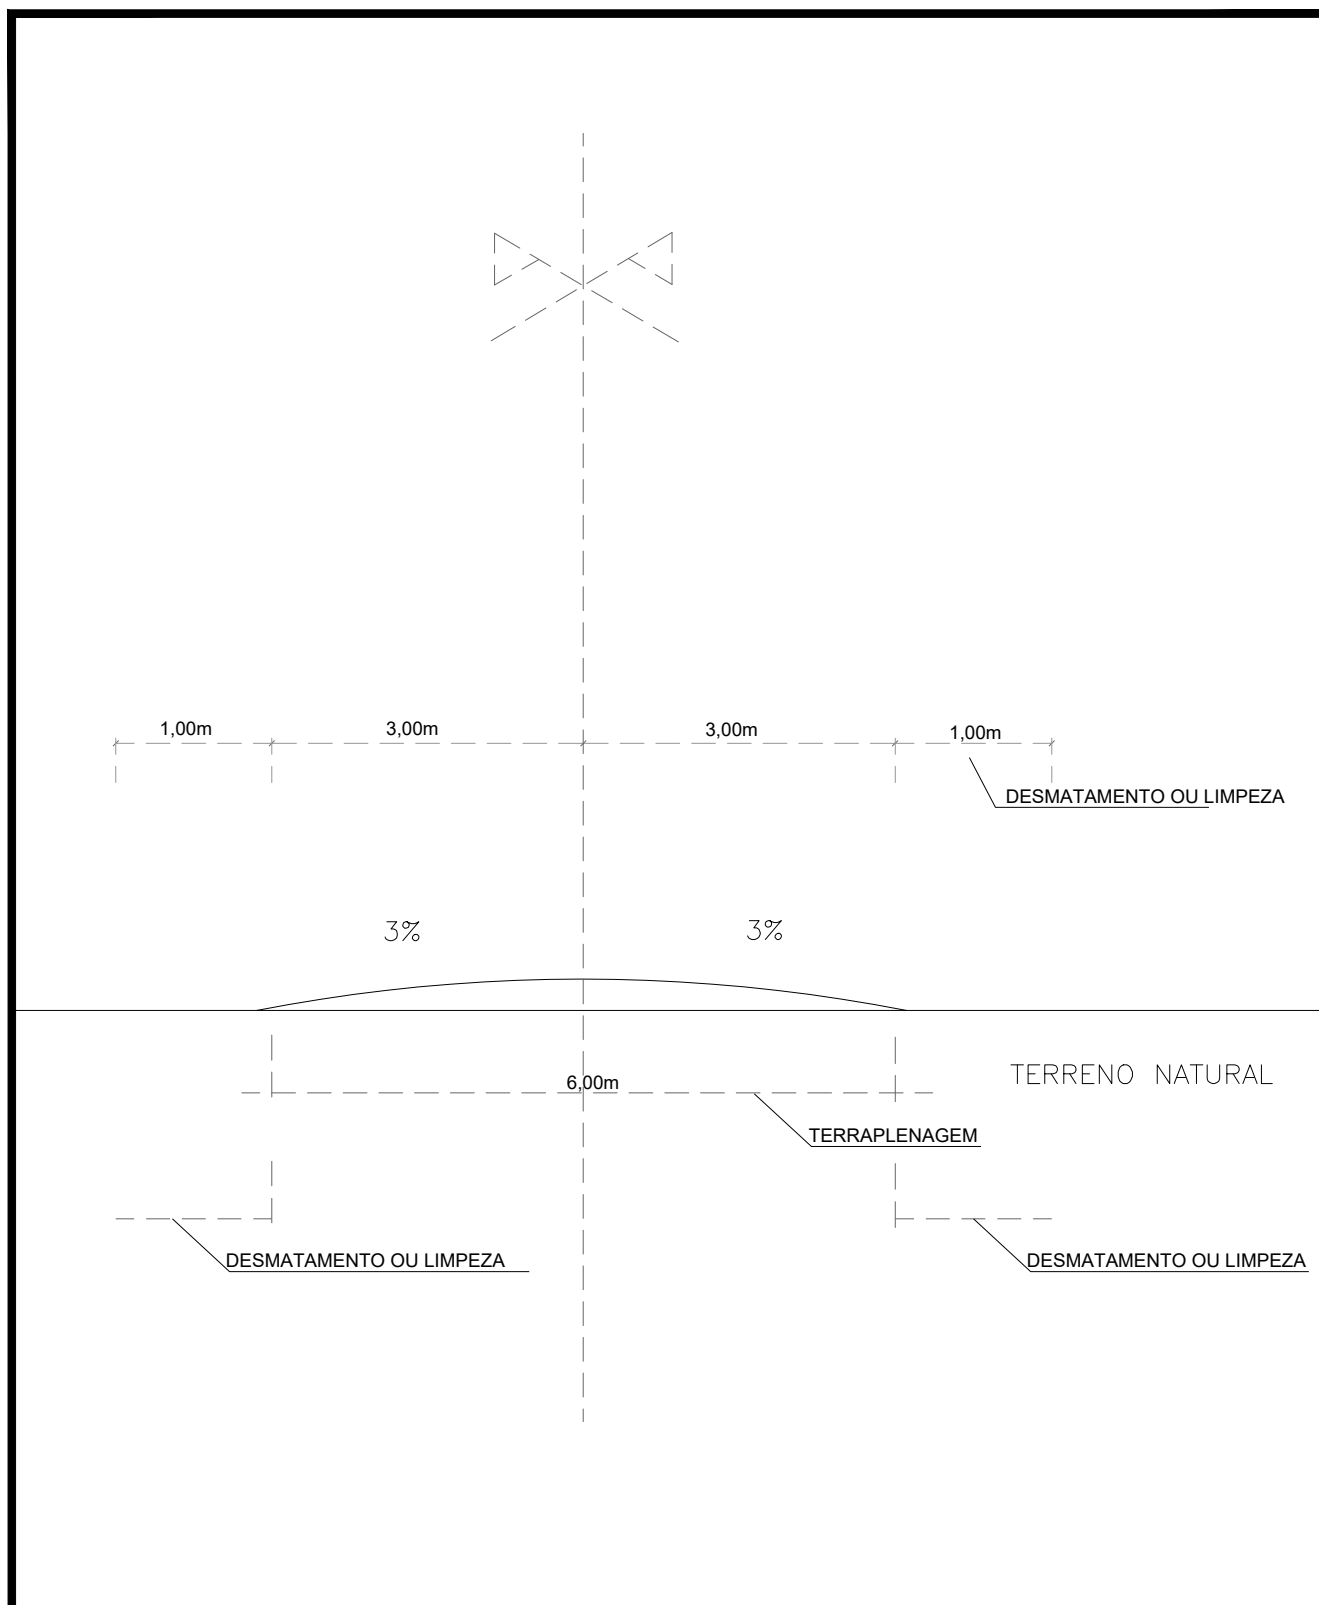 1,00m
3,00m
3,00m
1,00m
DESMATAMENTO OU LIMPEZA
3%
3%
TERRENO NATURAL
6,00m
TERRAPLENAGEM
DESMATAMENTO OU LIMPEZA
DESMATAMENTO OU LIMPEZA